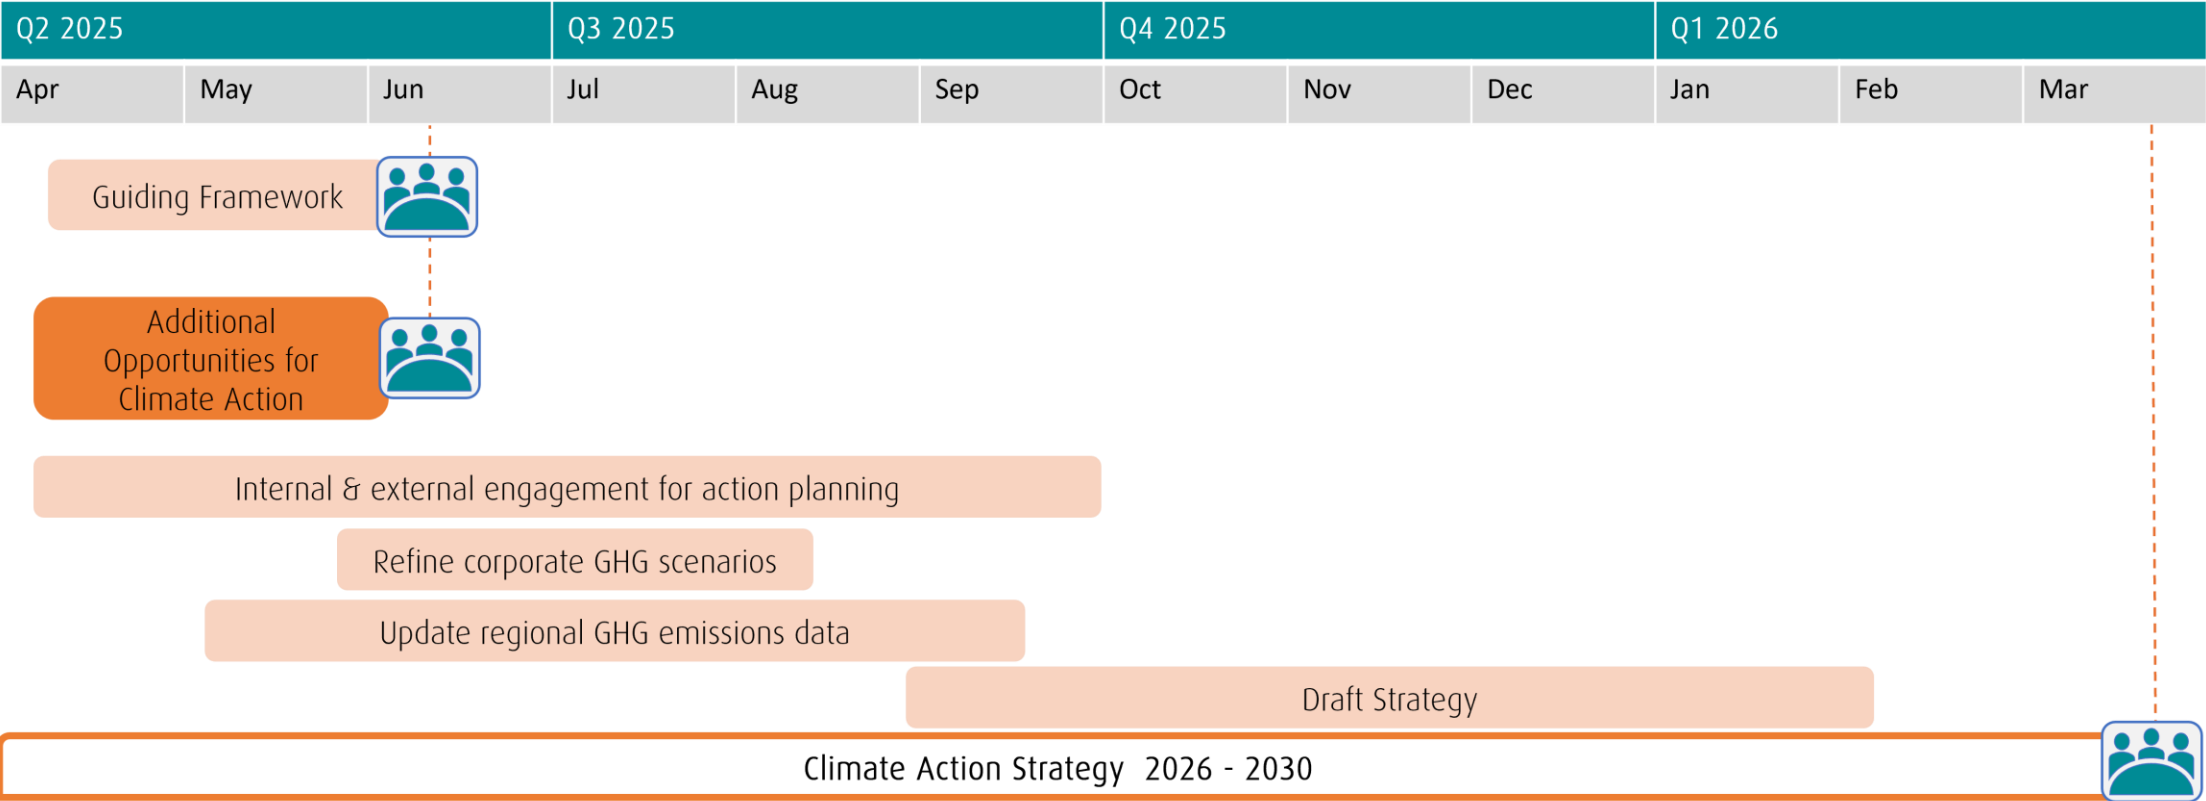 Q2 2025 Q3 2025 Q4 2025 Q1 2026
Apr May Jun Jul Aug Sep Oct Nov Dec Jan Feb Mar
Guiding Framework
Additional
Opportunities for
Climate Action
Internal & external engagement for action planning
Refine corporate GHG scenarios
Update regional GHG emissions data
Draft Strategy
Climate Action Strategy 2026 - 2030